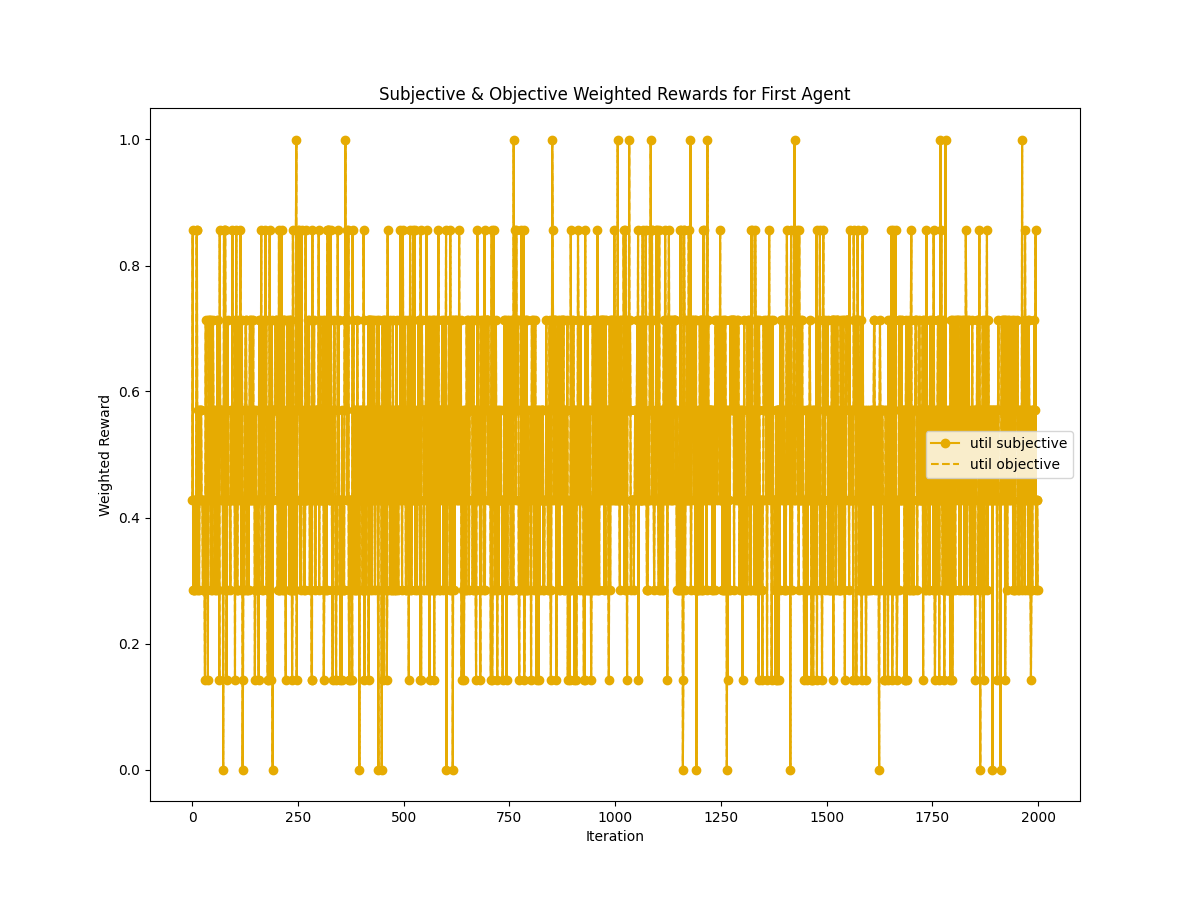 Subjective & Objective Weighted Rewards for First Agent
1.0
0.8
0.6
0.4
0.2
0.0
Weighted Reward
util subjective
util objective
0 250 500 750 1000 1250 1500 1750 2000
Iteration